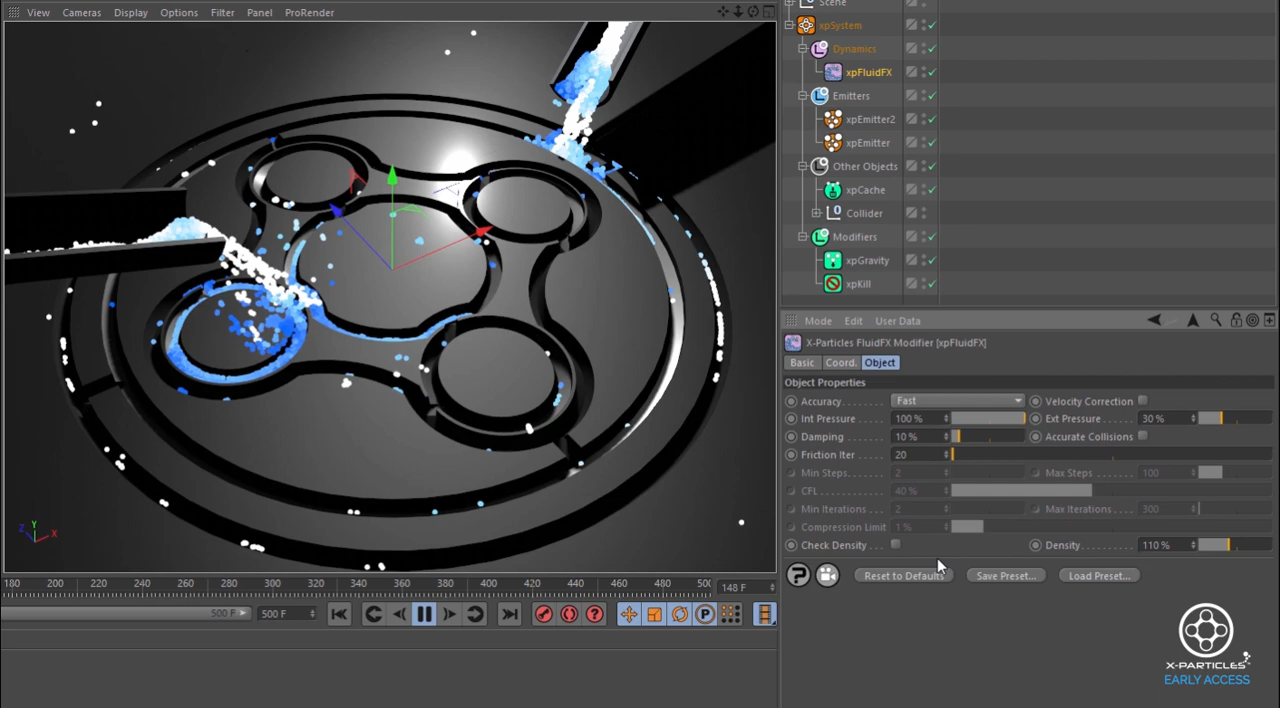 View Cameras Display Options Filter Panel ProRender
Scene
xpSystem
Dynamics
xpFluidFX
Emitters
xpEmitter2
xpEmitter
Other Objects
xpCache
Collider
Modifiers
xpGravity
xpKill
Mode Edit User Data
X-Particles FluidFX Modifier [xpFluidFX]
Basic Coord. Object
Object Properties
Accuracy........ Fast Velocity Correction
Int Pressure 100 % Ext Pressure 30 %
Damping 10 % Accurate Collisions
Friction Iter 20
Min Steps 2 Max Steps 100
CFL 40 %
Min Iterations 2 Max Iterations 300
Compression Limit 1 %
Check Density Density 110 %
Reset to Defaults Save Preset... Load Preset...
Y
Z X
180 200 220 240 260 280 300 320 340 360 380 400 420 440 460 480 500 148 F
500 F 500 F
P
X-PARTICLES
EARLY ACCESS